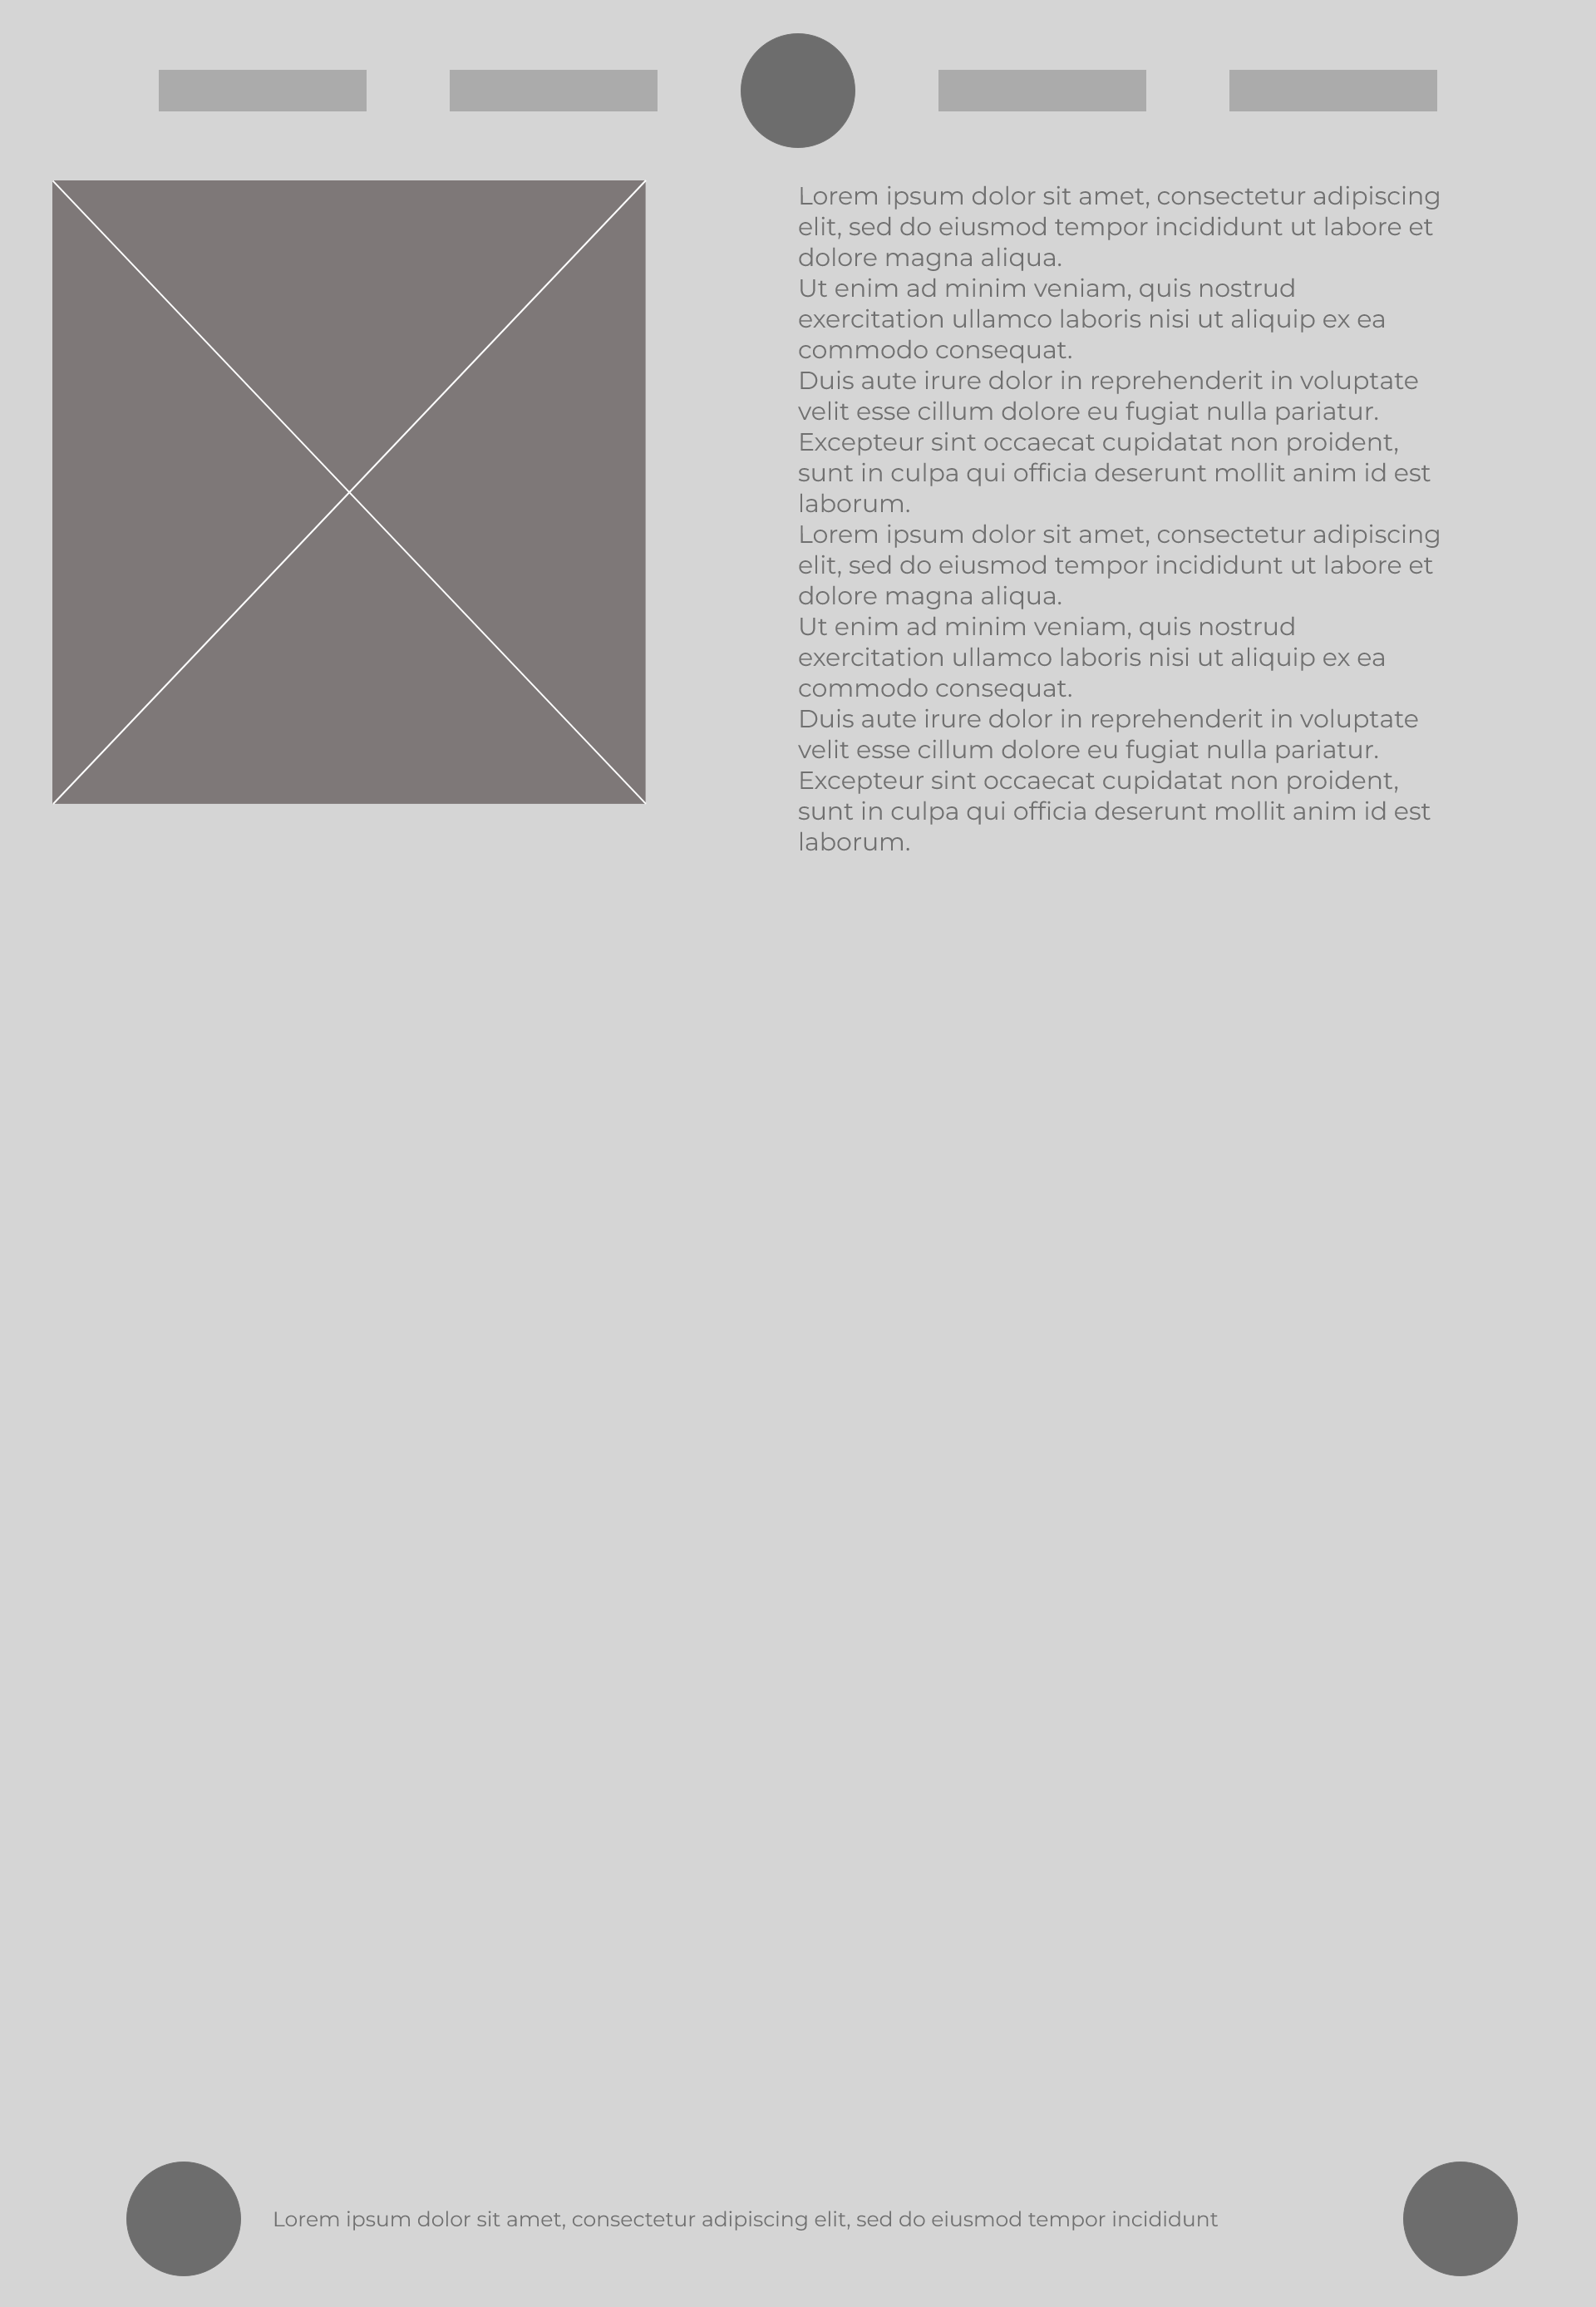 Lorem ipsum dolor sit amet, consectetur adipiscing
elit, sed do eiusmod tempor incididunt ut labore et
dolore magna aliqua.
Ut enim ad minim veniam, quis nostrud
exercitation ullamco laboris nisi ut aliquip ex ea
commodo consequat.
Duis aute irure dolor in reprehenderit in voluptate
velit esse cillum dolore eu fugiat nulla pariatur.
Excepteur sint occaecat cupidatat non proident,
sunt in culpa qui officia deserunt mollit anim id est
laborum.
Lorem ipsum dolor sit amet, consectetur adipiscing
elit, sed do eiusmod tempor incididunt ut labore et
dolore magna aliqua.
Ut enim ad minim veniam, quis nostrud
exercitation ullamco laboris nisi ut aliquip ex ea
commodo consequat.
Duis aute irure dolor in reprehenderit in voluptate
velit esse cillum dolore eu fugiat nulla pariatur.
Excepteur sint occaecat cupidatat non proident,
sunt in culpa qui officia deserunt mollit anim id est
laborum.
Lorem ipsum dolor sit amet, consectetur adipiscing elit, sed do eiusmod tempor incididunt